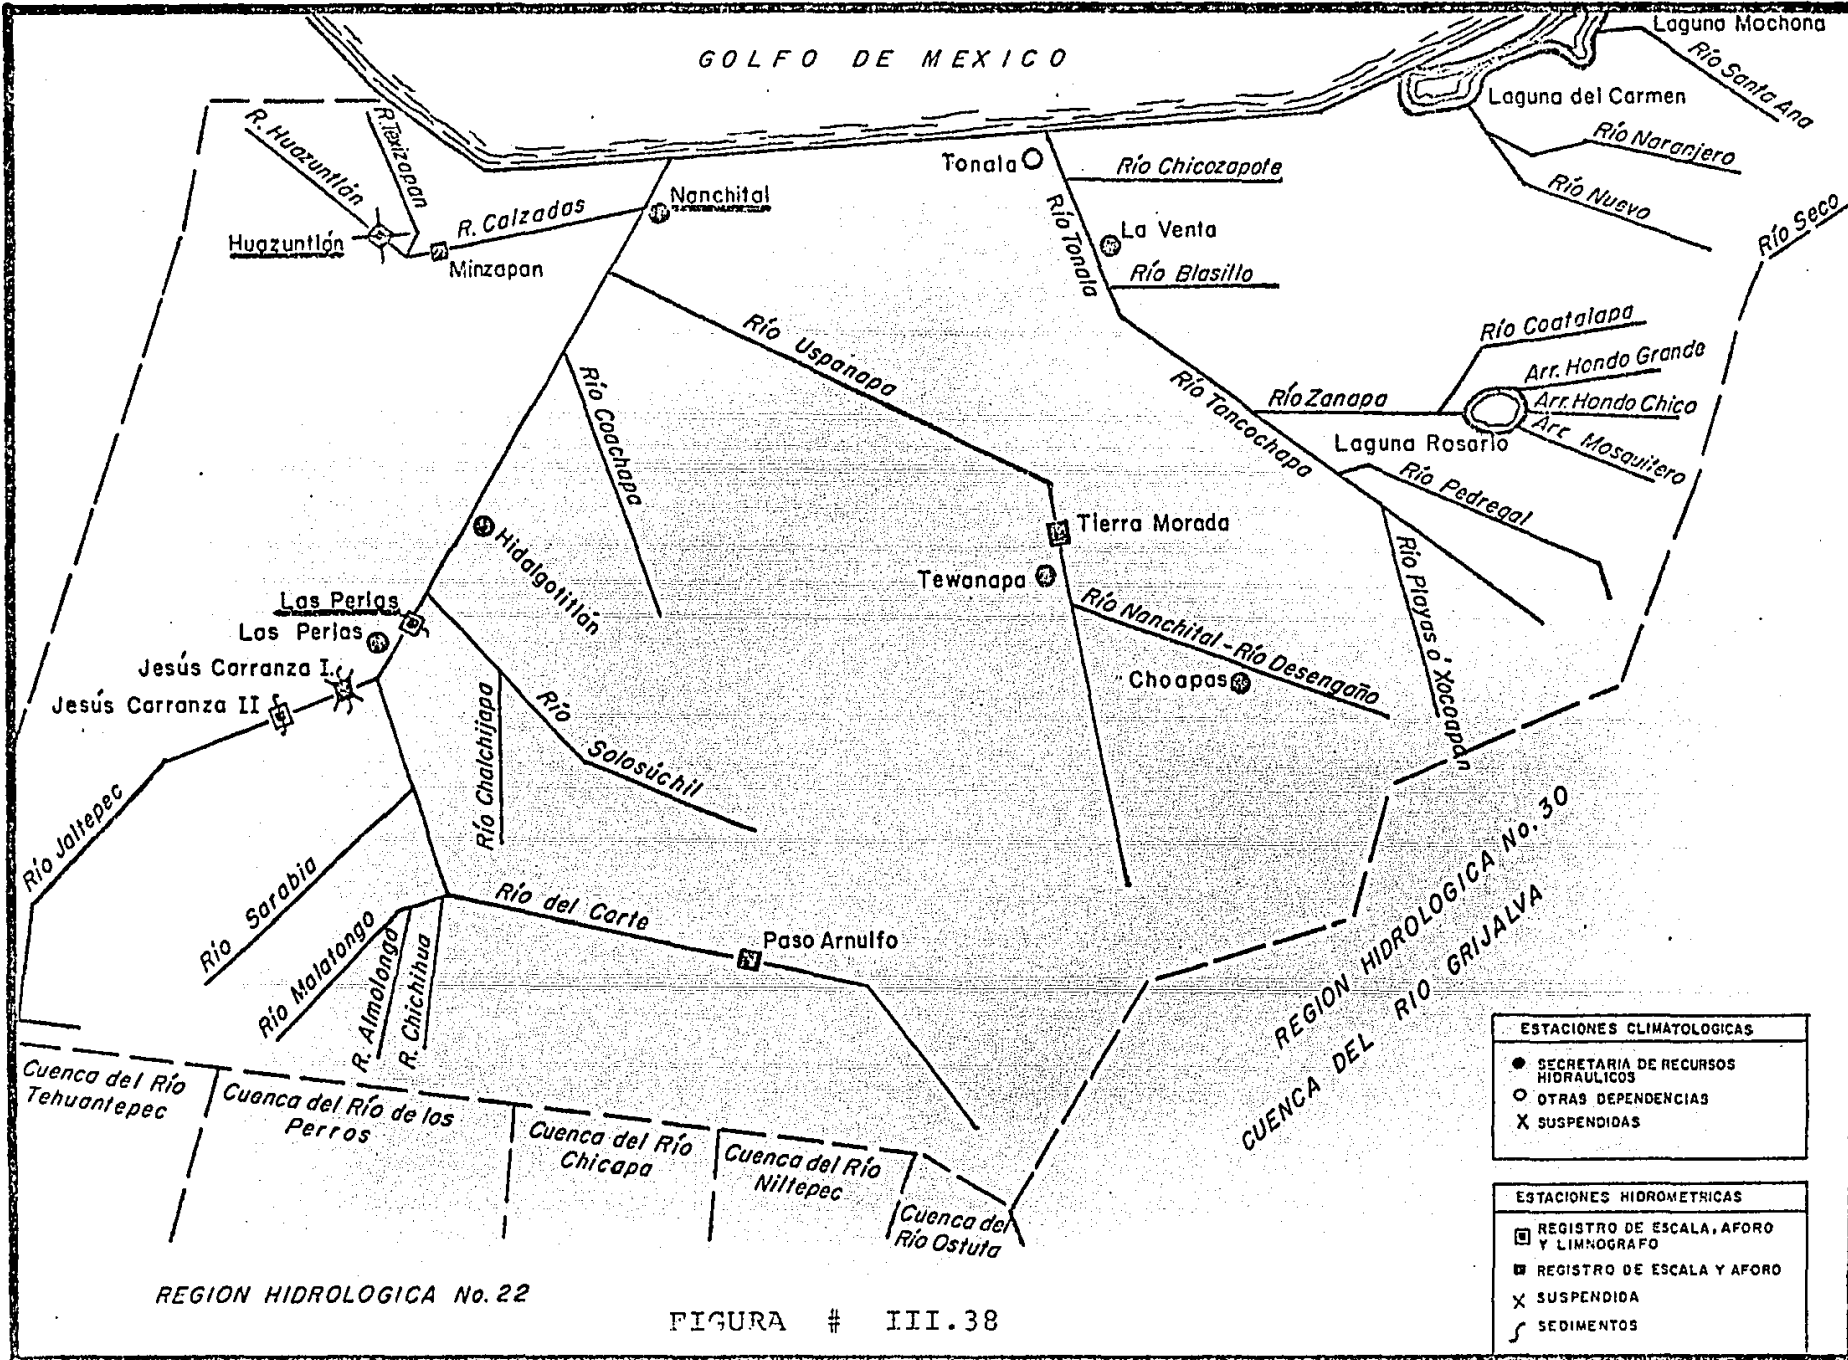 GOLFO DE MEXICO
Laguna Machona
Río Santa Ana
Laguna del Carmen
Río Naranjero
Río Nuevo
Río Seco
R. Huazuntlán
R. Texizapan
R. Calzadas
Nanchital
Huazuntlán
Minzapan
Tonala
Río Chicozapote
Río Tonala
La Venta
Río Blasillo
Río Uspanapa
Río Coachapa
Río Tancochapa
Río Zanapa
Río Coatalapa
Arr. Hondo Grande
Arr. Hondo Chico
Arr. Mosquitero
Laguna Rosario
Río Pedregal
Río Playas o' Xocoapan
Hidalgotitlán
Tierra Morada
Tewanapa
Río Nanchital-Río Desengaño
Choapas
Las Perlas
Las Perlas
Jesús Carranza I
Jesús Carranza II
Río Jaltepec
Río Sarabia
Río Chalchijapa
Río
Solosúchil
Río Malatongo
R. Almolongo
R. Chichihua
Río del Corte
Paso Arnulfo
REGION HIDROLOGICA No. 30
CUENCA DEL RIO GRIJALVA
Cuenca del Río
Tehuantepec
Cuenca del Río de los
Perros
Cuenca del Río
Chicapa
Cuenca del Río
Niltepec
Cuenca del
Río Ostuta
REGION HIDROLOGICA No. 22
FIGURA # III.38
ESTACIONES CLIMATOLOGICAS
SECRETARIA DE RECURSOS
HIDRAULICOS
OTRAS DEPENDENCIAS
SUSPENDIDAS
ESTACIONES HIDROMETRICAS
REGISTRO DE ESCALA, AFORO
Y LIMNOGRAFO
REGISTRO DE ESCALA Y AFORO
SUSPENDIDA
SEDIMENTOS